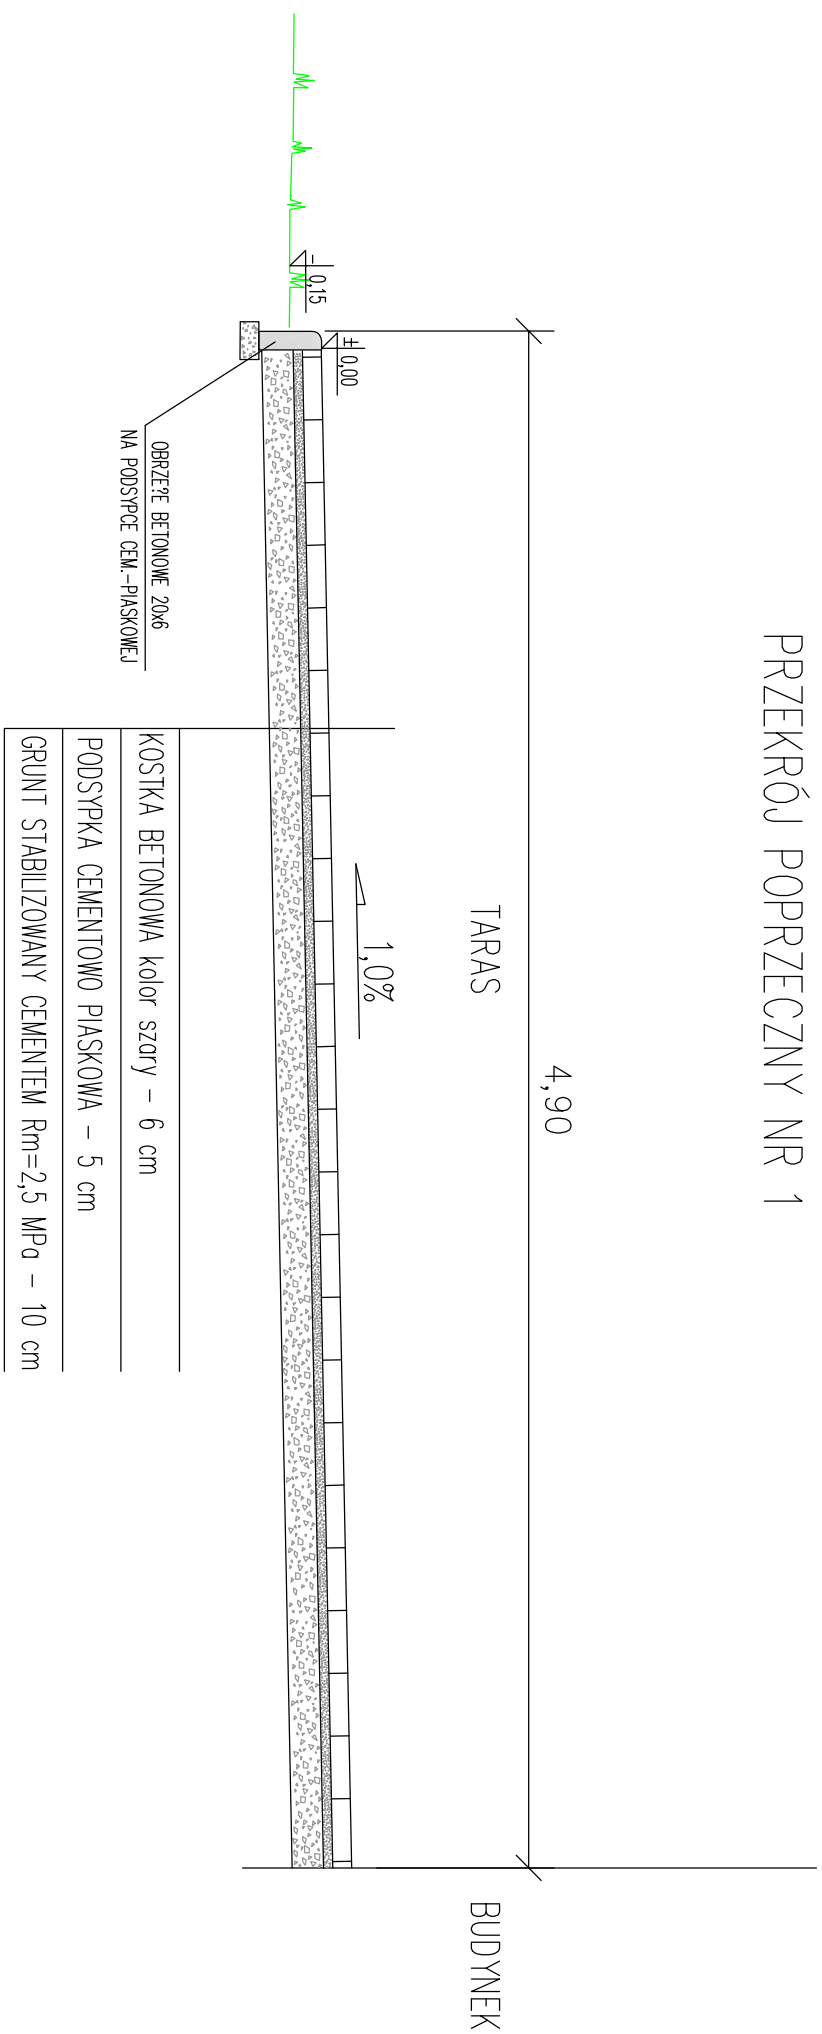 PRZEKRÓJ POPRZECZNY NR 1
4,90
TARAS
BUDYNEK
1,0%
± 0,00
- 0,15
OBRZE?E BETONOWE 20x6
NA PODSYPCE CEM.-PIASKOWEJ
KOSTKA BETONOWA kolor szary - 6 cm
PODSYPKA CEMENTOWO PIASKOWA - 5 cm
GRUNT STABILIZOWANY CEMENTEM Rm=2,5 MPa - 10 cm